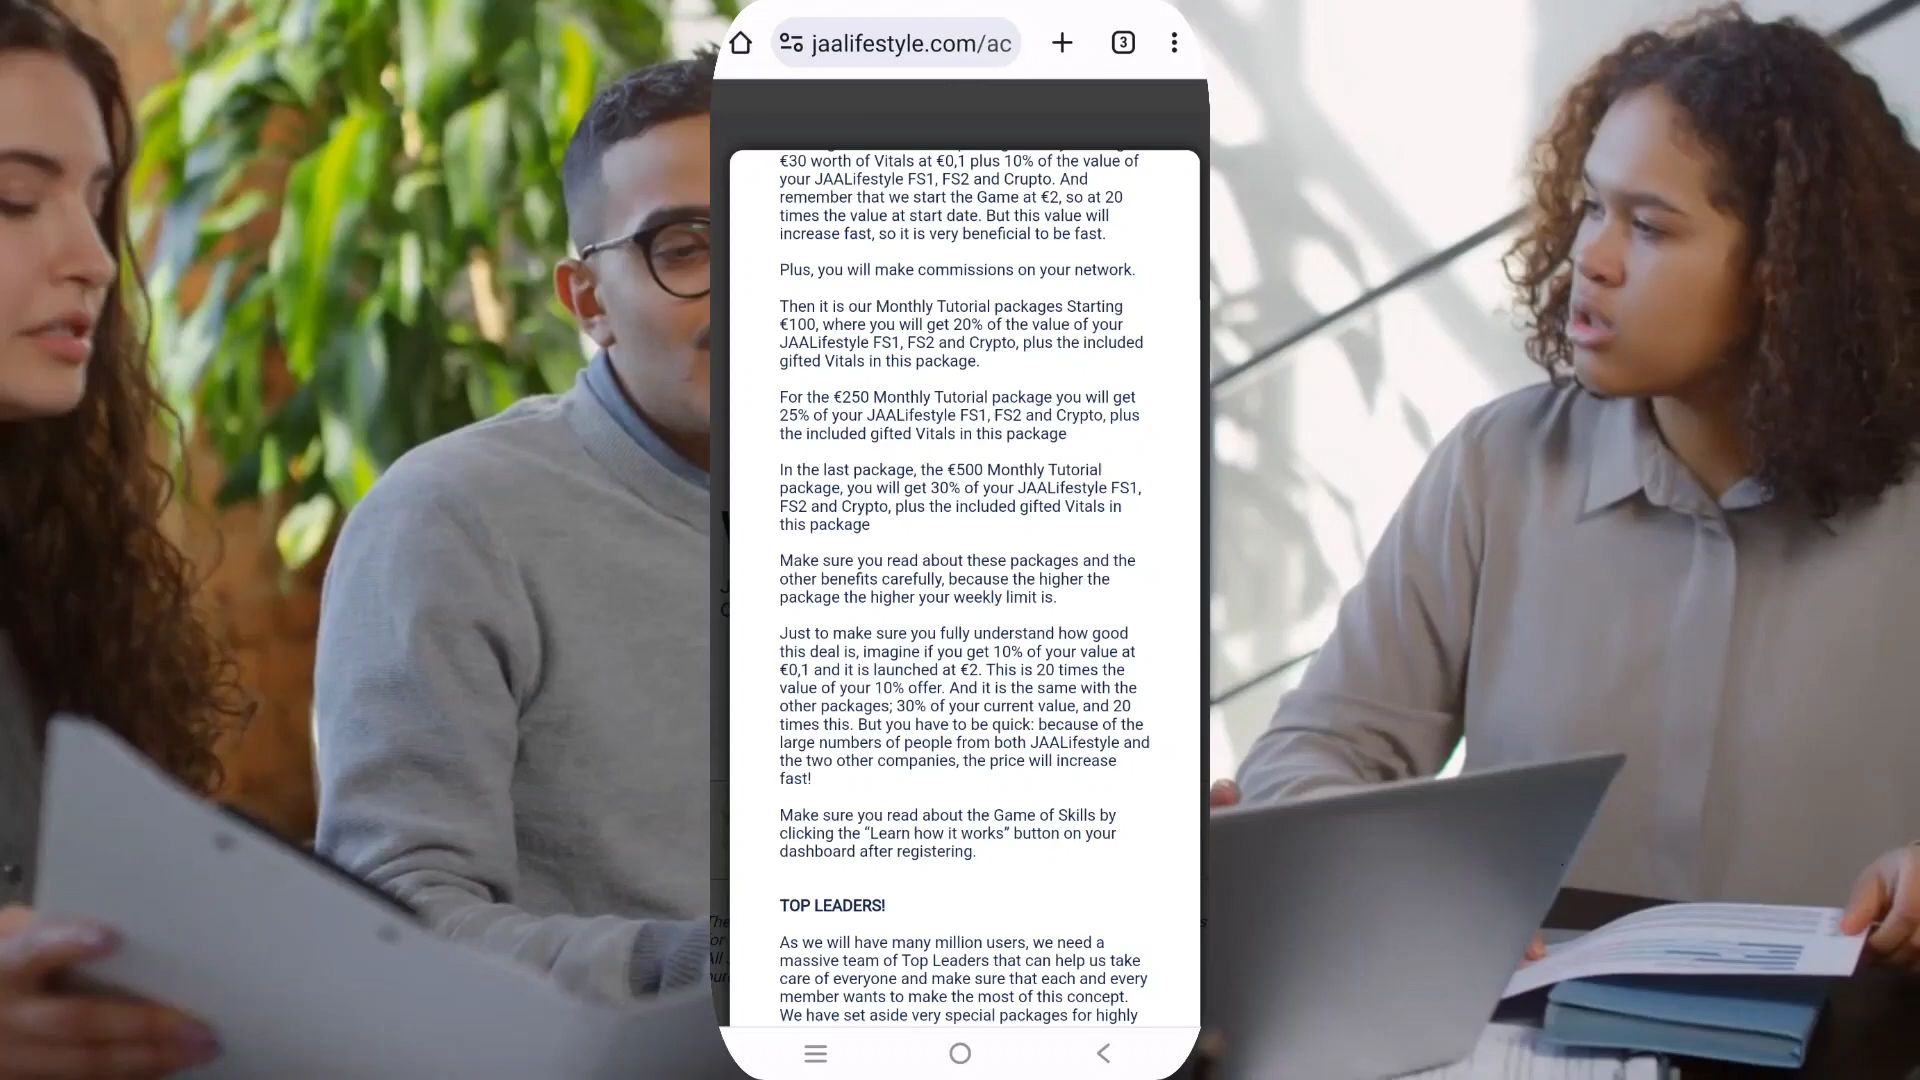 jaalifestyle.com/ac
3
€30 worth of Vitals at €0,1 plus 10% of the value of
your JAALifestyle FS1, FS2 and Crupto. And
remember that we start the Game at €2, so at 20
times the value at start date. But this value will
increase fast, so it is very beneficial to be fast.
Plus, you will make commissions on your network.
Then it is our Monthly Tutorial packages Starting
€100, where you will get 20% of the value of your
JAALifestyle FS1, FS2 and Crypto, plus the included
gifted Vitals in this package.
For the €250 Monthly Tutorial package you will get
25% of your JAALifestyle FS1, FS2 and Crypto, plus
the included gifted Vitals in this package
In the last package, the €500 Monthly Tutorial
package, you will get 30% of your JAALifestyle FS1,
FS2 and Crypto, plus the included gifted Vitals in
this package
Make sure you read about these packages and the
other benefits carefully, because the higher the
package the higher your weekly limit is.
Just to make sure you fully understand how good
this deal is, imagine if you get 10% of your value at
€0,1 and it is launched at €2. This is 20 times the
value of your 10% offer. And it is the same with the
other packages; 30% of your current value, and 20
times this. But you have to be quick: because of the
large numbers of people from both JAALifestyle and
the two other companies, the price will increase
fast!
Make sure you read about the Game of Skills by
clicking the “Learn how it works” button on your
dashboard after registering.
TOP LEADERS!
As we will have many million users, we need a
massive team of Top Leaders that can help us take
care of everyone and make sure that each and every
member wants to make the most of this concept.
We have set aside very special packages for highly